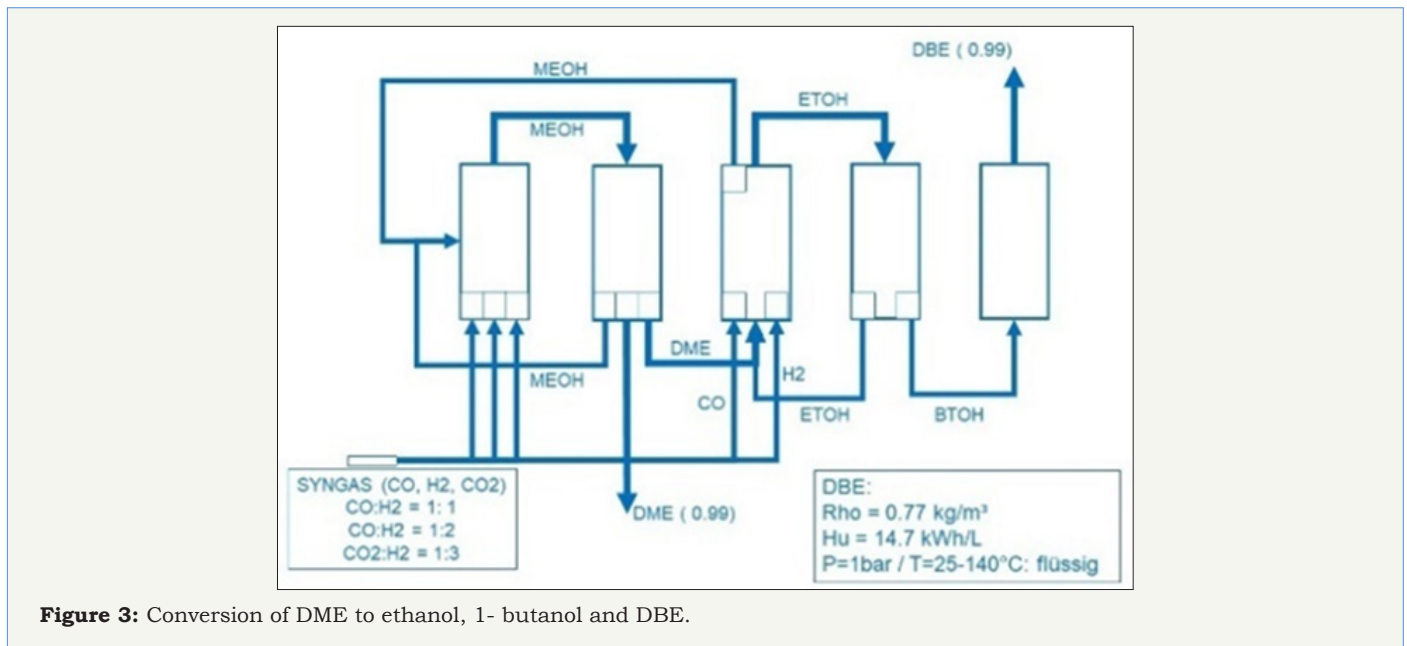 DBE ( 0.99)
MEOH
ETOH
MEOH
DME
H2
MEOH
CO
ETOH
BTOH
SYNGAS (CO, H2, CO2)
CO:H2 = 1: 1
CO:H2 = 1:2
CO2:H2 = 1:3
DME ( 0.99)
DBE:
Rho = 0.77 kg/m³
Hu = 14.7 kWh/L
P=1bar / T=25-140°C: flüssig
Figure 3: Conversion of DME to ethanol, 1- butanol and DBE.